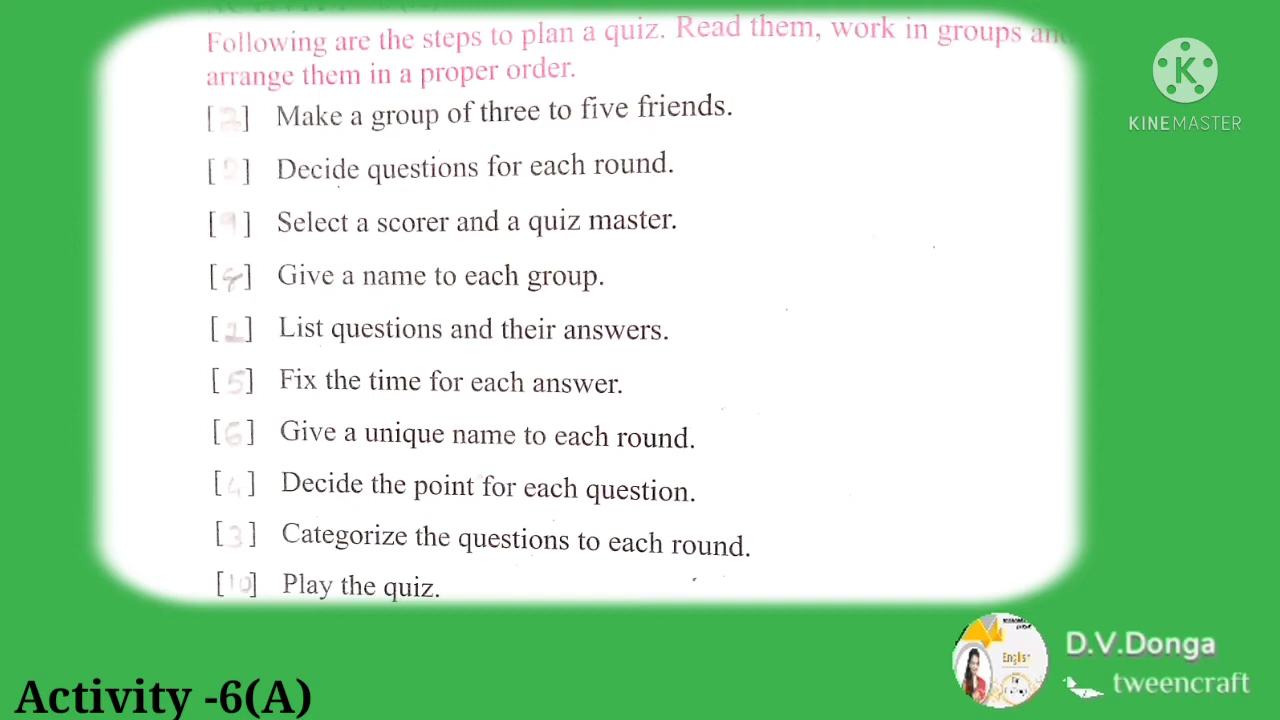 Following are the steps to plan a quiz. Read them, work in groups
arrange them in a proper order.
[ ] Make a group of three to five friends.
[ ] Decide questions for each round.
[9] Select a scorer and a quiz master.
[ ] Give a name to each group.
[1] List questions and their answers.
[5] Fix the time for each answer.
[6] Give a unique name to each round.
[4] Decide the point for each question.
[3] Categorize the questions to each round.
[10] Play the quiz.
K
KINEMASTER
English
D.V.Donga
tweencraft
Activity -6(A)